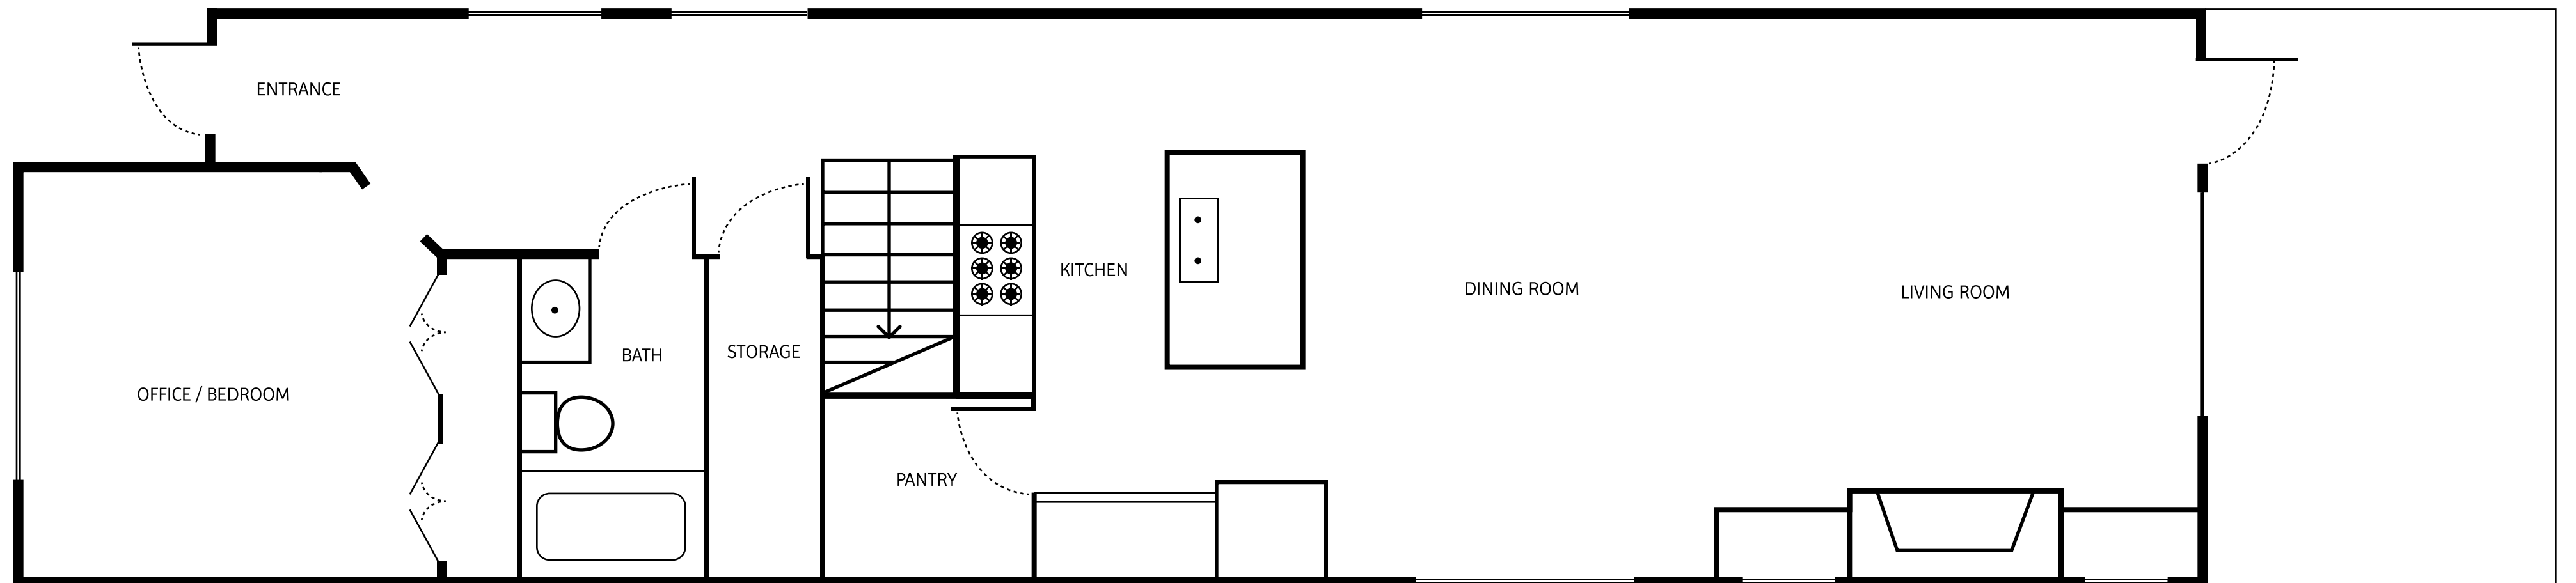 ENTRANCE
KITCHEN
DINING ROOM
LIVING ROOM
BATH
STORAGE
OFFICE / BEDROOM
PANTRY